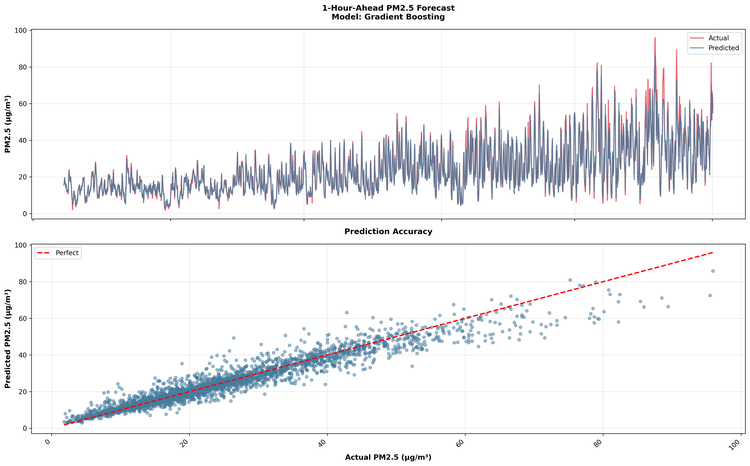 1-Hour-Ahead PM2.5 Forecast
Model: Gradient Boosting
100
80
60
40
20
0
PM2.5 (μg/m³)
Actual
Predicted
Prediction Accuracy
100
80
60
40
20
0
Predicted PM2.5 (μg/m³)
Perfect
0
20
40
60
80
100
Actual PM2.5 (μg/m³)